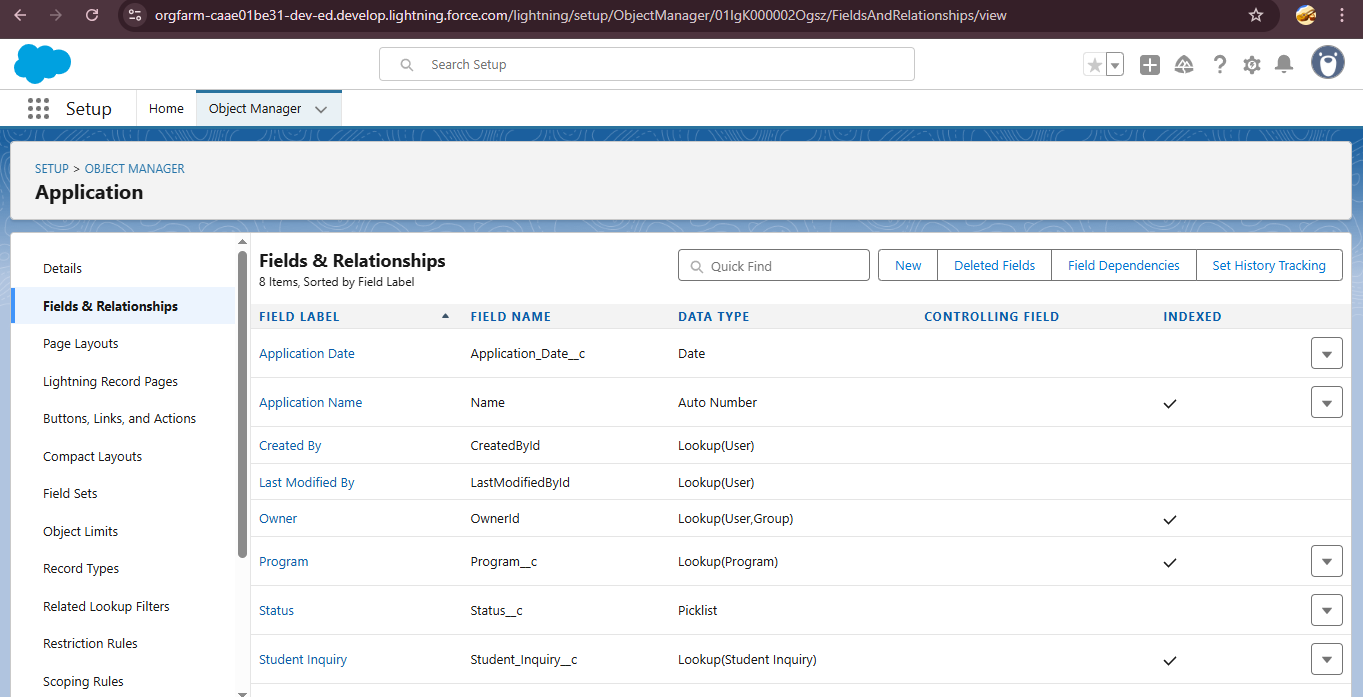 orgfarm-caae01be31-dev-ed.develop.lightning.force.com/lightning/setup/ObjectManager/01IgK000002Ogsz/FieldsAndRelationships/view
Search Setup
Setup Home Object Manager
SETUP > OBJECT MANAGER
Application
Details
Fields & Relationships
Page Layouts
Lightning Record Pages
Buttons, Links, and Actions
Compact Layouts
Field Sets
Object Limits
Record Types
Related Lookup Filters
Restriction Rules
Scoping Rules
Fields & Relationships
8 Items, Sorted by Field Label
Quick Find New Deleted Fields Field Dependencies Set History Tracking
FIELD LABEL FIELD NAME DATA TYPE CONTROLLING FIELD INDEXED
Application Date Application_Date__c Date
Application Name Name Auto Number
Created By CreatedById Lookup(User)
Last Modified By LastModifiedById Lookup(User)
Owner OwnerId Lookup(User,Group)
Program Program__c Lookup(Program)
Status Status__c Picklist
Student Inquiry Student_Inquiry__c Lookup(Student Inquiry)